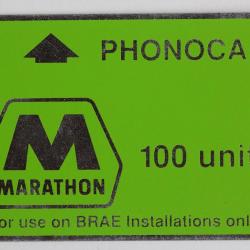 PHONOCA
M
MARATHON
100 unit
or use on BRAE Installations onl